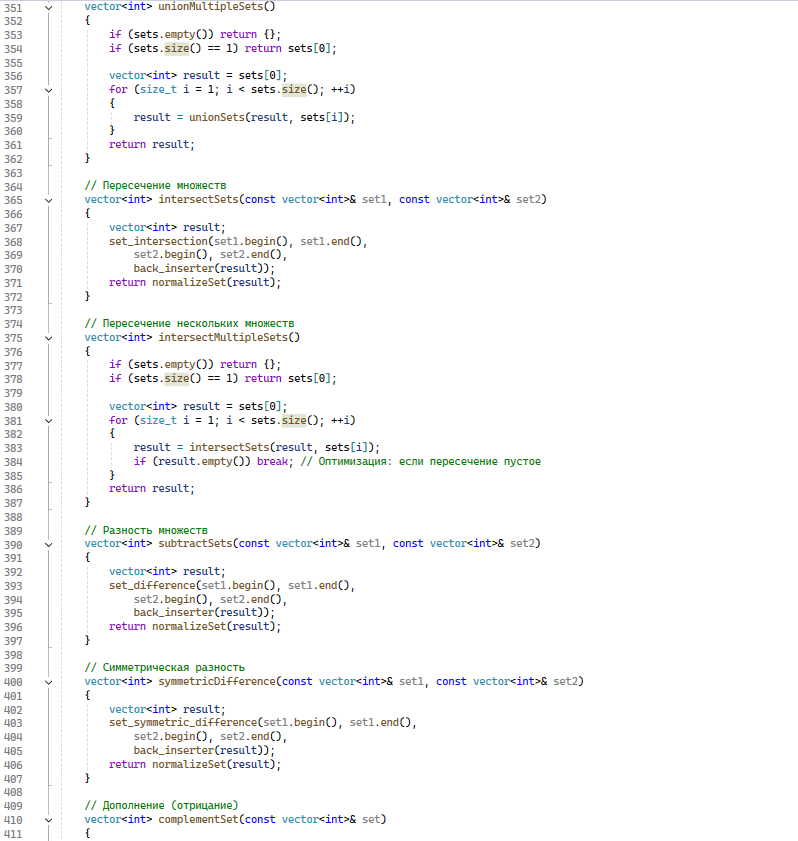 351 vector<int> unionMultipleSets()
352 {
353 if (sets.empty()) return {};
354 if (sets.size() == 1) return sets[0];
355
356 vector<int> result = sets[0];
357 for (size_t i = 1; i < sets.size(); ++i)
358 {
359 result = unionSets(result, sets[i]);
360 }
361 return result;
362 }
363
364 // Пересечение множеств
365 vector<int> intersectSets(const vector<int>& set1, const vector<int>& set2)
366 {
367 vector<int> result;
368 set_intersection(set1.begin(), set1.end(),
369 set2.begin(), set2.end(),
370 back_inserter(result));
371 return normalizeSet(result);
372 }
373
374 // Пересечение нескольких множеств
375 vector<int> intersectMultipleSets()
376 {
377 if (sets.empty()) return {};
378 if (sets.size() == 1) return sets[0];
379
380 vector<int> result = sets[0];
381 for (size_t i = 1; i < sets.size(); ++i)
382 {
383 result = intersectSets(result, sets[i]);
384 if (result.empty()) break; // Оптимизация: если пересечение пустое
385 }
386 return result;
387 }
388
389 // Разность множеств
390 vector<int> subtractSets(const vector<int>& set1, const vector<int>& set2)
391 {
392 vector<int> result;
393 set_difference(set1.begin(), set1.end(),
394 set2.begin(), set2.end(),
395 back_inserter(result));
396 return normalizeSet(result);
397 }
398
399 // Симметрическая разность
400 vector<int> symmetricDifference(const vector<int>& set1, const vector<int>& set2)
401 {
402 vector<int> result;
403 set_symmetric_difference(set1.begin(), set1.end(),
404 set2.begin(), set2.end(),
405 back_inserter(result));
406 return normalizeSet(result);
407 }
408
409 // Дополнение (отрицание)
410 vector<int> complementSet(const vector<int>& set)
411 {